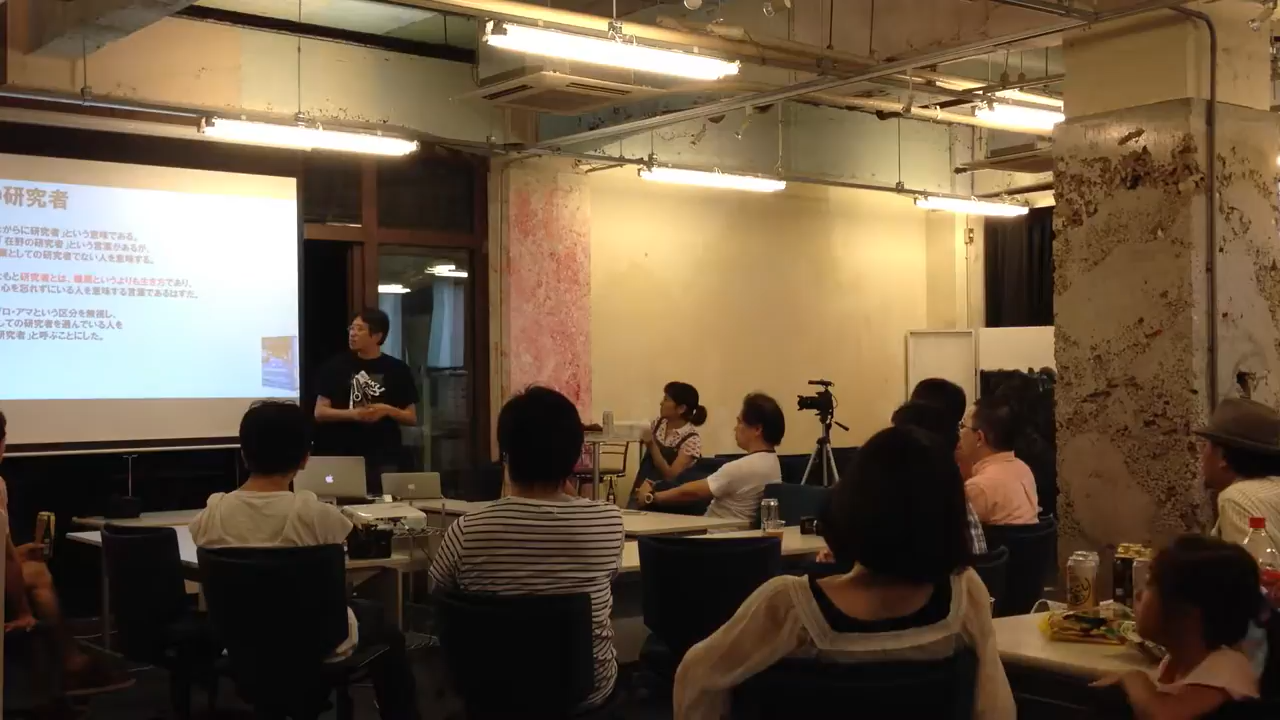 研究者
がらに研究者」という意味である。
「在野の研究者」という言葉があるが、
業としての研究者でない人を意味する。
もと研究者とは、職業というよりも生き方であり、
心を忘れずにいる人を意味する言葉であるはずだ。
プロ・アマという区分を無視し、
しての研究者を選んでいる人を
研究者」と呼ぶことにした。